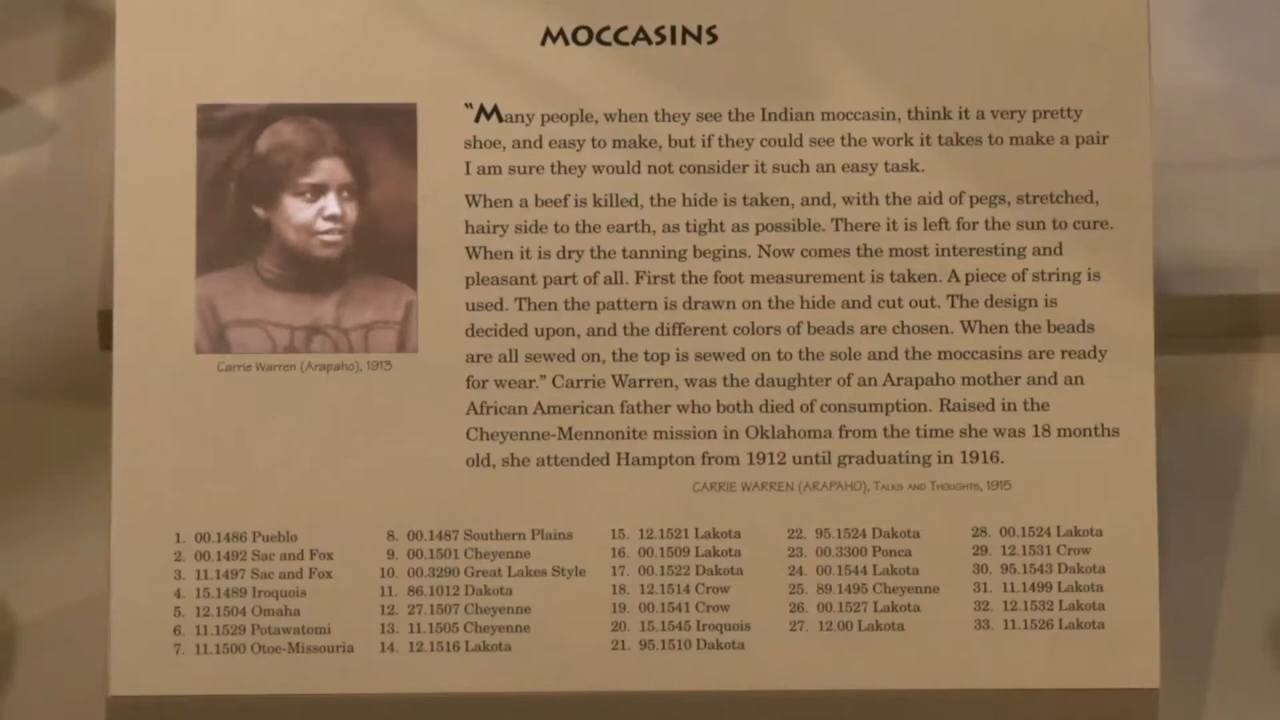 MOCCASINS
"Many people, when they see the Indian moccasin, think it a very pretty
shoe, and easy to make, but if they could see the work it takes to make a pair
I am sure they would not consider it such an easy task.
When a beef is killed, the hide is taken, and, with the aid of pegs, stretched,
hairy side to the earth, as tight as possible. There it is left for the sun to cure.
When it is dry the tanning begins. Now comes the most interesting and
pleasant part of all. First the foot measurement is taken. A piece of string is
used. Then the pattern is drawn on the hide and cut out. The design is
decided upon, and the different colors of beads are chosen. When the beads
are all sewed on, the top is sewed on to the sole and the moccasins are ready
for wear." Carrie Warren, was the daughter of an Arapaho mother and an
African American father who both died of consumption. Raised in the
Cheyenne-Mennonite mission in Oklahoma from the time she was 18 months
old, she attended Hampton from 1912 until graduating in 1916.
CARRIE WARREN (ARAPAHO), TALKS AND THOUGHTS, 1915
Carrie Warren (Arapaho), 1913
1. 00.1486 Pueblo
2. 00.1492 Sac and Fox
3. 11.1497 Sac and Fox
4. 15.1489 Iroquois
5. 12.1504 Omaha
6. 11.1529 Potawatomi
7. 11.1500 Otoe-Missouria
8. 00.1487 Southern Plains
9. 00.1501 Cheyenne
10. 00.3290 Great Lakes Style
11. 86.1012 Dakota
12. 27.1507 Cheyenne
13. 11.1505 Cheyenne
14. 12.1516 Lakota
15. 12.1521 Lakota
16. 00.1509 Lakota
17. 00.1522 Dakota
18. 12.1514 Crow
19. 00.1541 Crow
20. 15.1545 Iroquois
21. 95.1510 Dakota
22. 95.1524 Dakota
23. 00.3300 Ponca
24. 00.1544 Lakota
25. 89.1495 Cheyenne
26. 00.1527 Lakota
27. 12.00 Lakota
28. 00.1524 Lakota
29. 12.1531 Crow
30. 95.1543 Dakota
31. 11.1499 Lakota
32. 12.1532 Lakota
33. 11.1526 Lakota